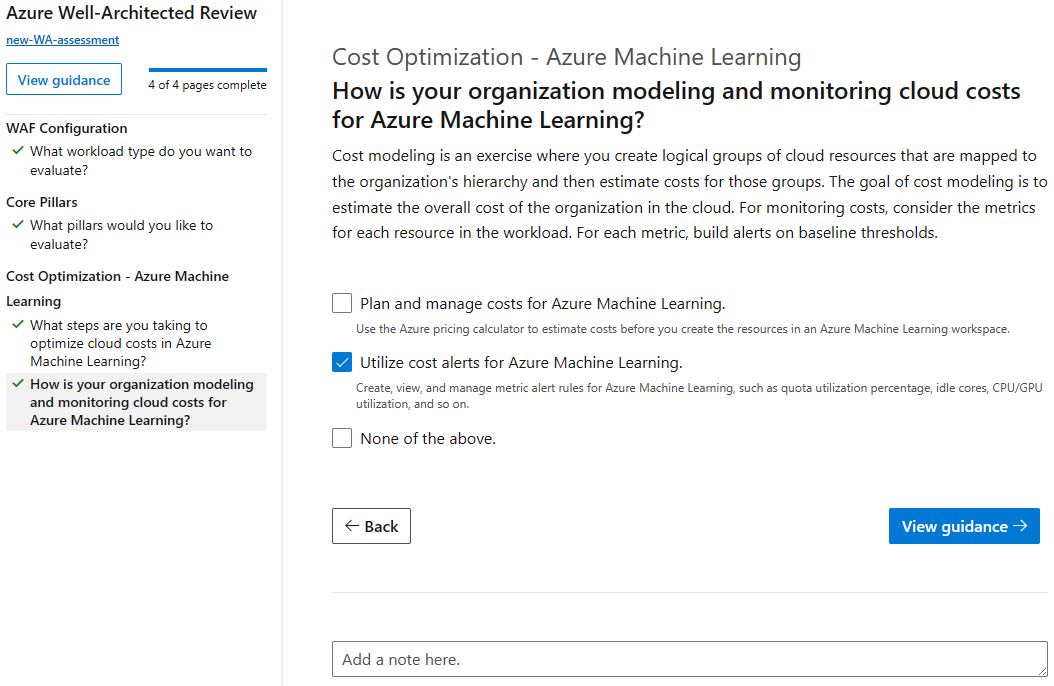 Azure Well-Architected Review
new-WA-assessment
View guidance
4 of 4 pages complete
WAF Configuration
What workload type do you want to
evaluate?
Core Pillars
What pillars would you like to
evaluate?
Cost Optimization - Azure Machine
Learning
What steps are you taking to
optimize cloud costs in Azure
Machine Learning?
How is your organization modeling
and monitoring cloud costs for
Azure Machine Learning?
Cost Optimization - Azure Machine Learning
How is your organization modeling and monitoring cloud costs
for Azure Machine Learning?
Cost modeling is an exercise where you create logical groups of cloud resources that are mapped to
the organization's hierarchy and then estimate costs for those groups. The goal of cost modeling is to
estimate the overall cost of the organization in the cloud. For monitoring costs, consider the metrics
for each resource in the workload. For each metric, build alerts on baseline thresholds.
Plan and manage costs for Azure Machine Learning.
Use the Azure pricing calculator to estimate costs before you create the resources in an Azure Machine Learning workspace.
Utilize cost alerts for Azure Machine Learning.
Create, view, and manage metric alert rules for Azure Machine Learning, such as quota utilization percentage, idle cores, CPU/GPU
utilization, and so on.
None of the above.
Back
View guidance
Add a note here.